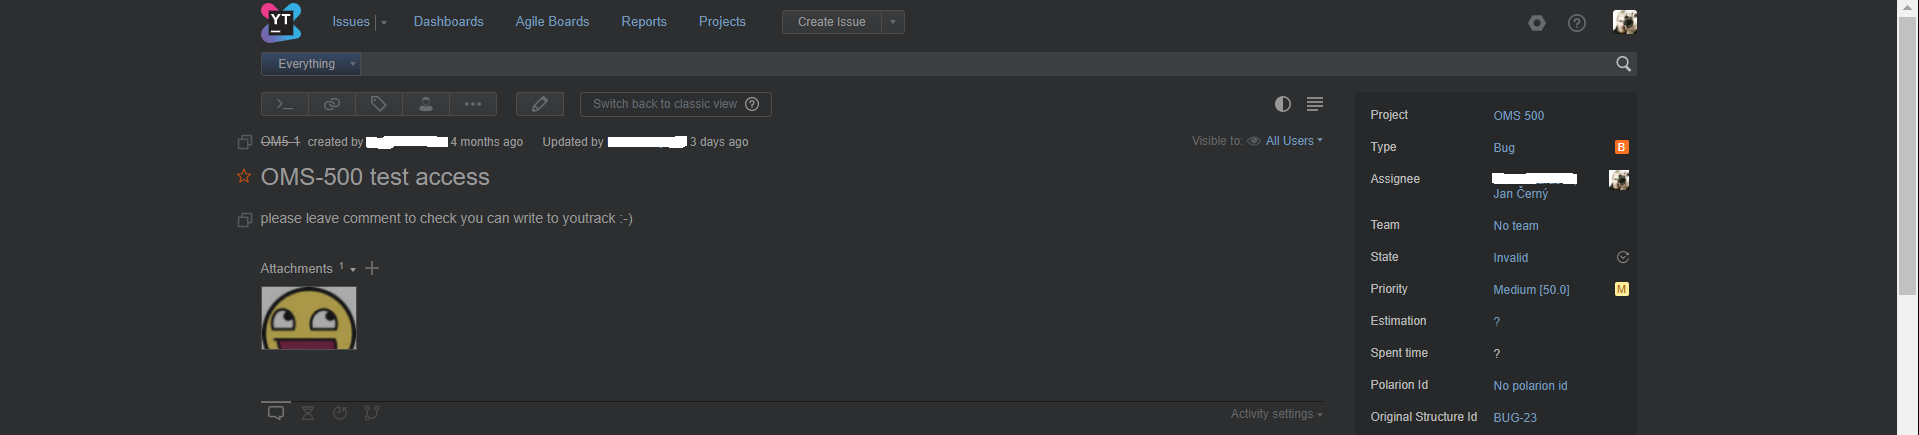 YT Issues Dashboards Agile Boards Reports Projects Create Issue
Everything
Switch back to classic view
OM5-1 created by 4 months ago Updated by 3 days ago Visible to: All Users
OMS-500 test access
please leave comment to check you can write to youtrack :-)
Attachments 1
Activity settings
Project OMS 500
Type Bug B
Assignee
Jan Černý
Team No team
State Invalid
Priority Medium [50.0] M
Estimation ?
Spent time ?
Polarion Id No polarion id
Original Structure Id BUG-23